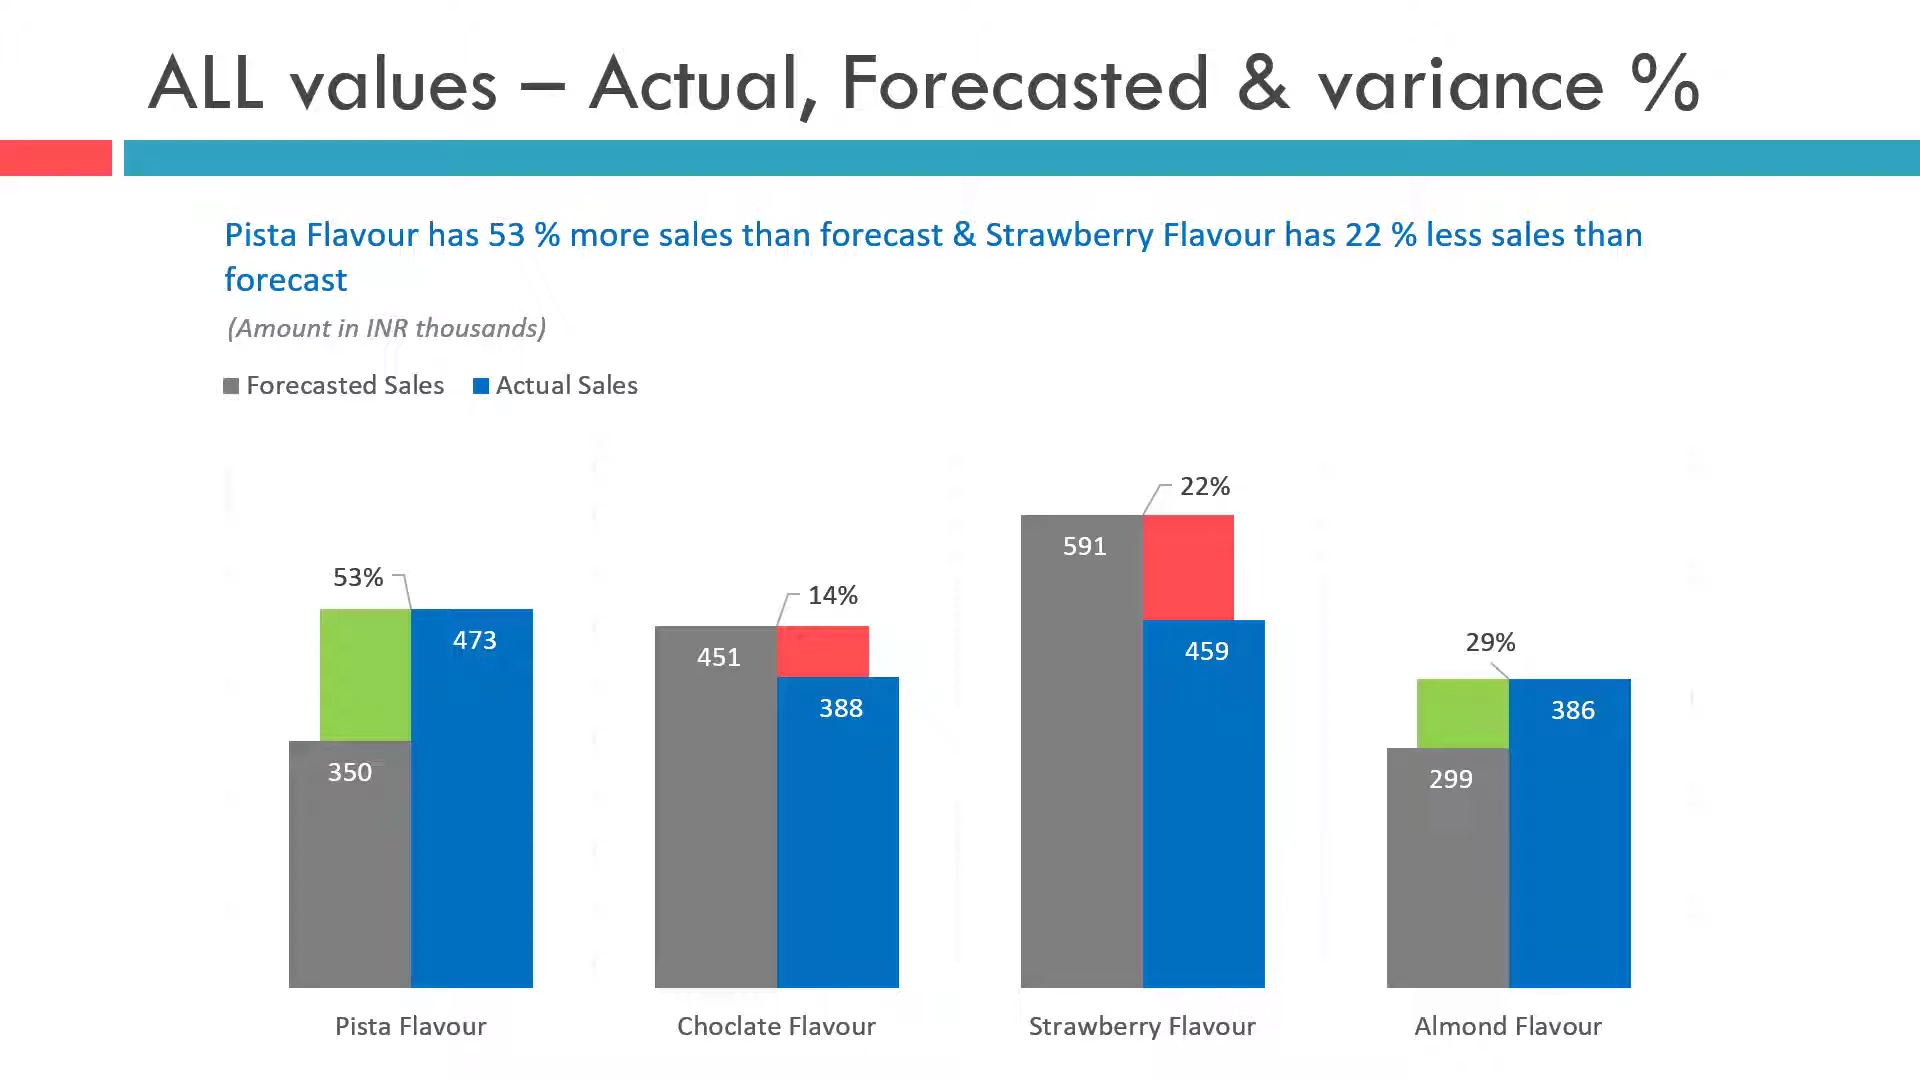 ALL values – Actual, Forecasted & variance %
Pista Flavour has 53 % more sales than forecast & Strawberry Flavour has 22 % less sales than
forecast
(Amount in INR thousands)
Forecasted Sales Actual Sales
53%
473
350
Pista Flavour
14%
451
388
Choclate Flavour
22%
591
459
Strawberry Flavour
29%
386
299
Almond Flavour